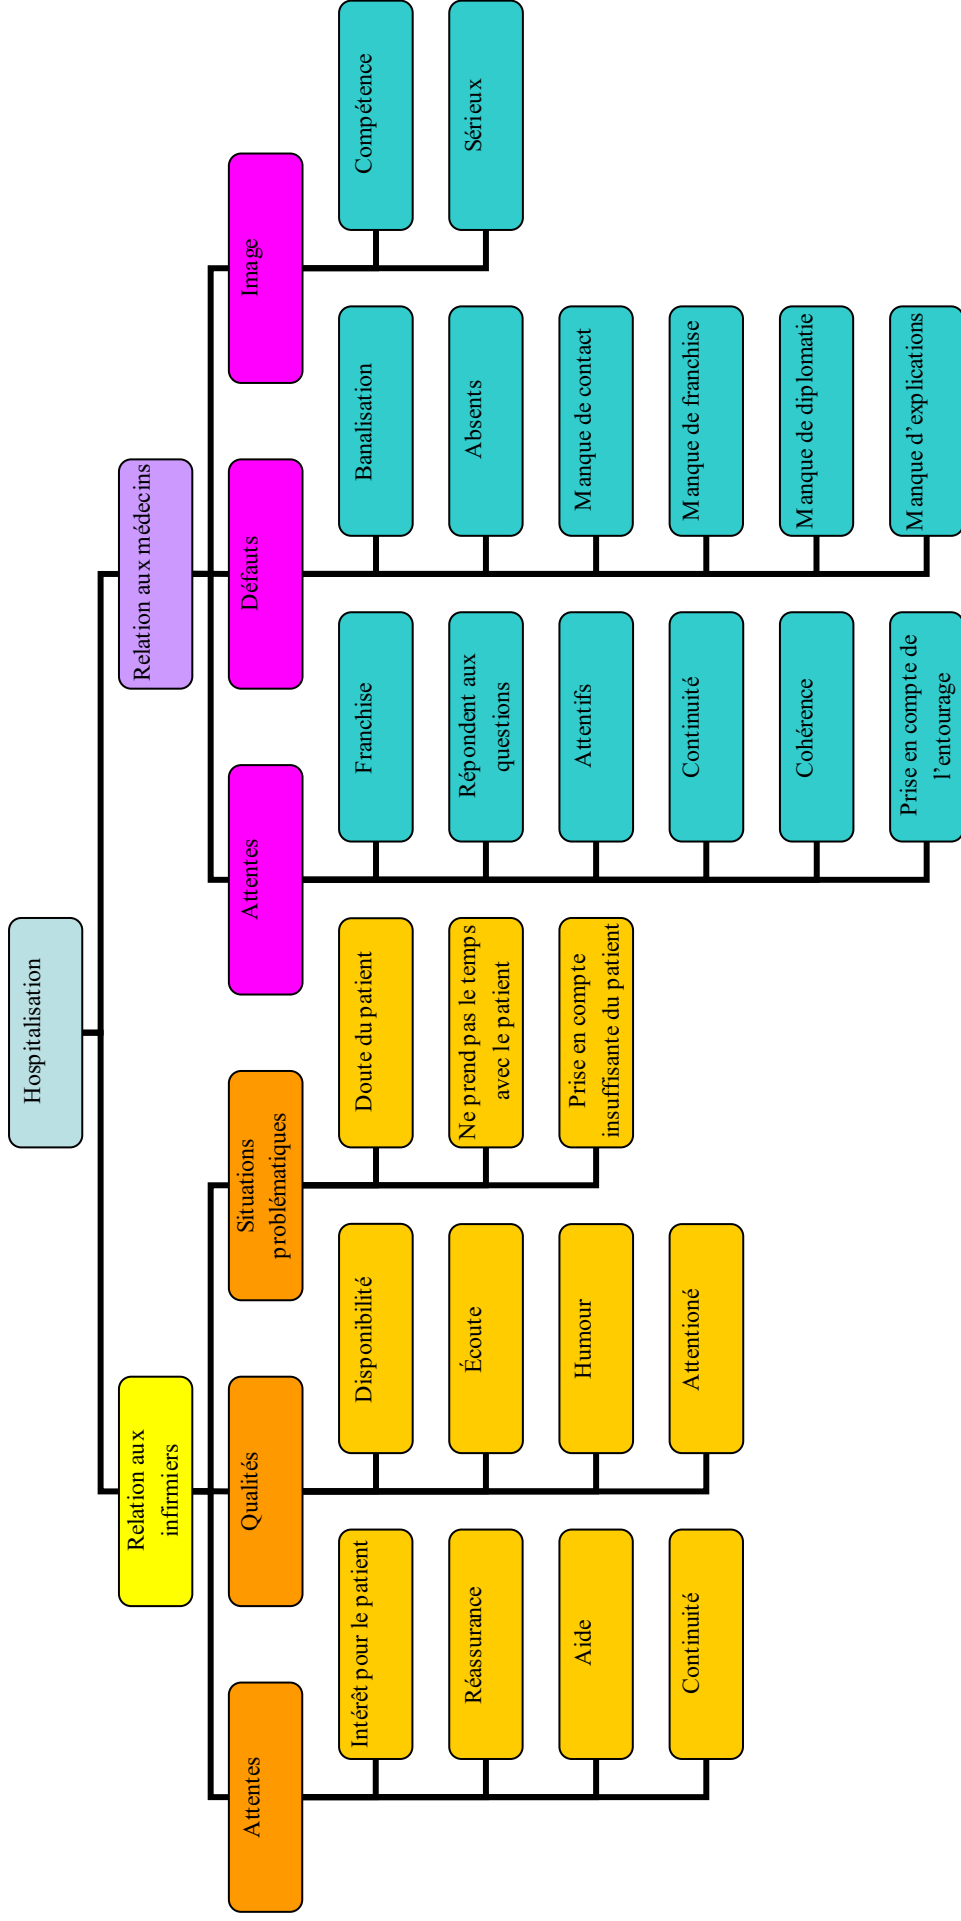 Hospitalisation
Relation aux
infirmiers
Relation aux médecins
Attentes
Qualités
Situations
problématiques
Attentes
Défauts
Image
Intérêt pour le patient
Réassurance
Aide
Continuité
Disponibilité
Écoute
Humour
Attentioné
Doute du patient
Ne prend pas le temps
avec le patient
Prise en compte
insuffisante du patient
Franchise
Répondent aux
questions
Attentifs
Continuité
Cohérence
Prise en compte de
l’entourage
Banalisation
Absents
Manque de contact
Manque de franchise
Manque de diplomatie
Manque d’explications
Compétence
Sérieux